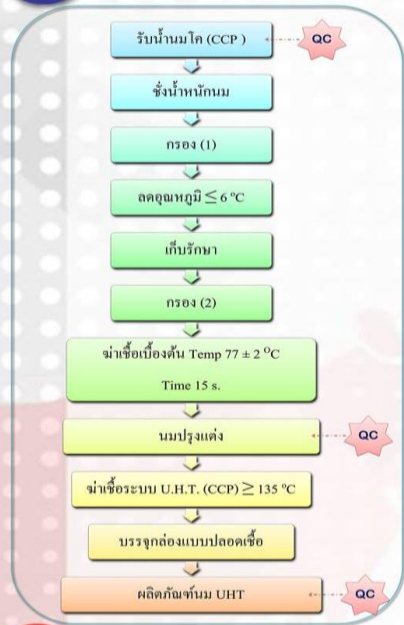 รับน้ำนมโค (CCP ) QC
ชั่งน้ำหนักนม
กรอง (1)
ลดอุณหภูมิ ≤ 6 ºC
เก็บรักษา
กรอง (2)
ฆ่าเชื้อเบื้องต้น Temp 77 ± 2 ºC
Time 15 s.
นมปรุงแต่ง QC
ฆ่าเชื้อระบบ U.H.T. (CCP) ≥ 135 ºC
บรรจุกล่องแบบปลอดเชื้อ
ผลิตภัณฑ์นม UHT QC